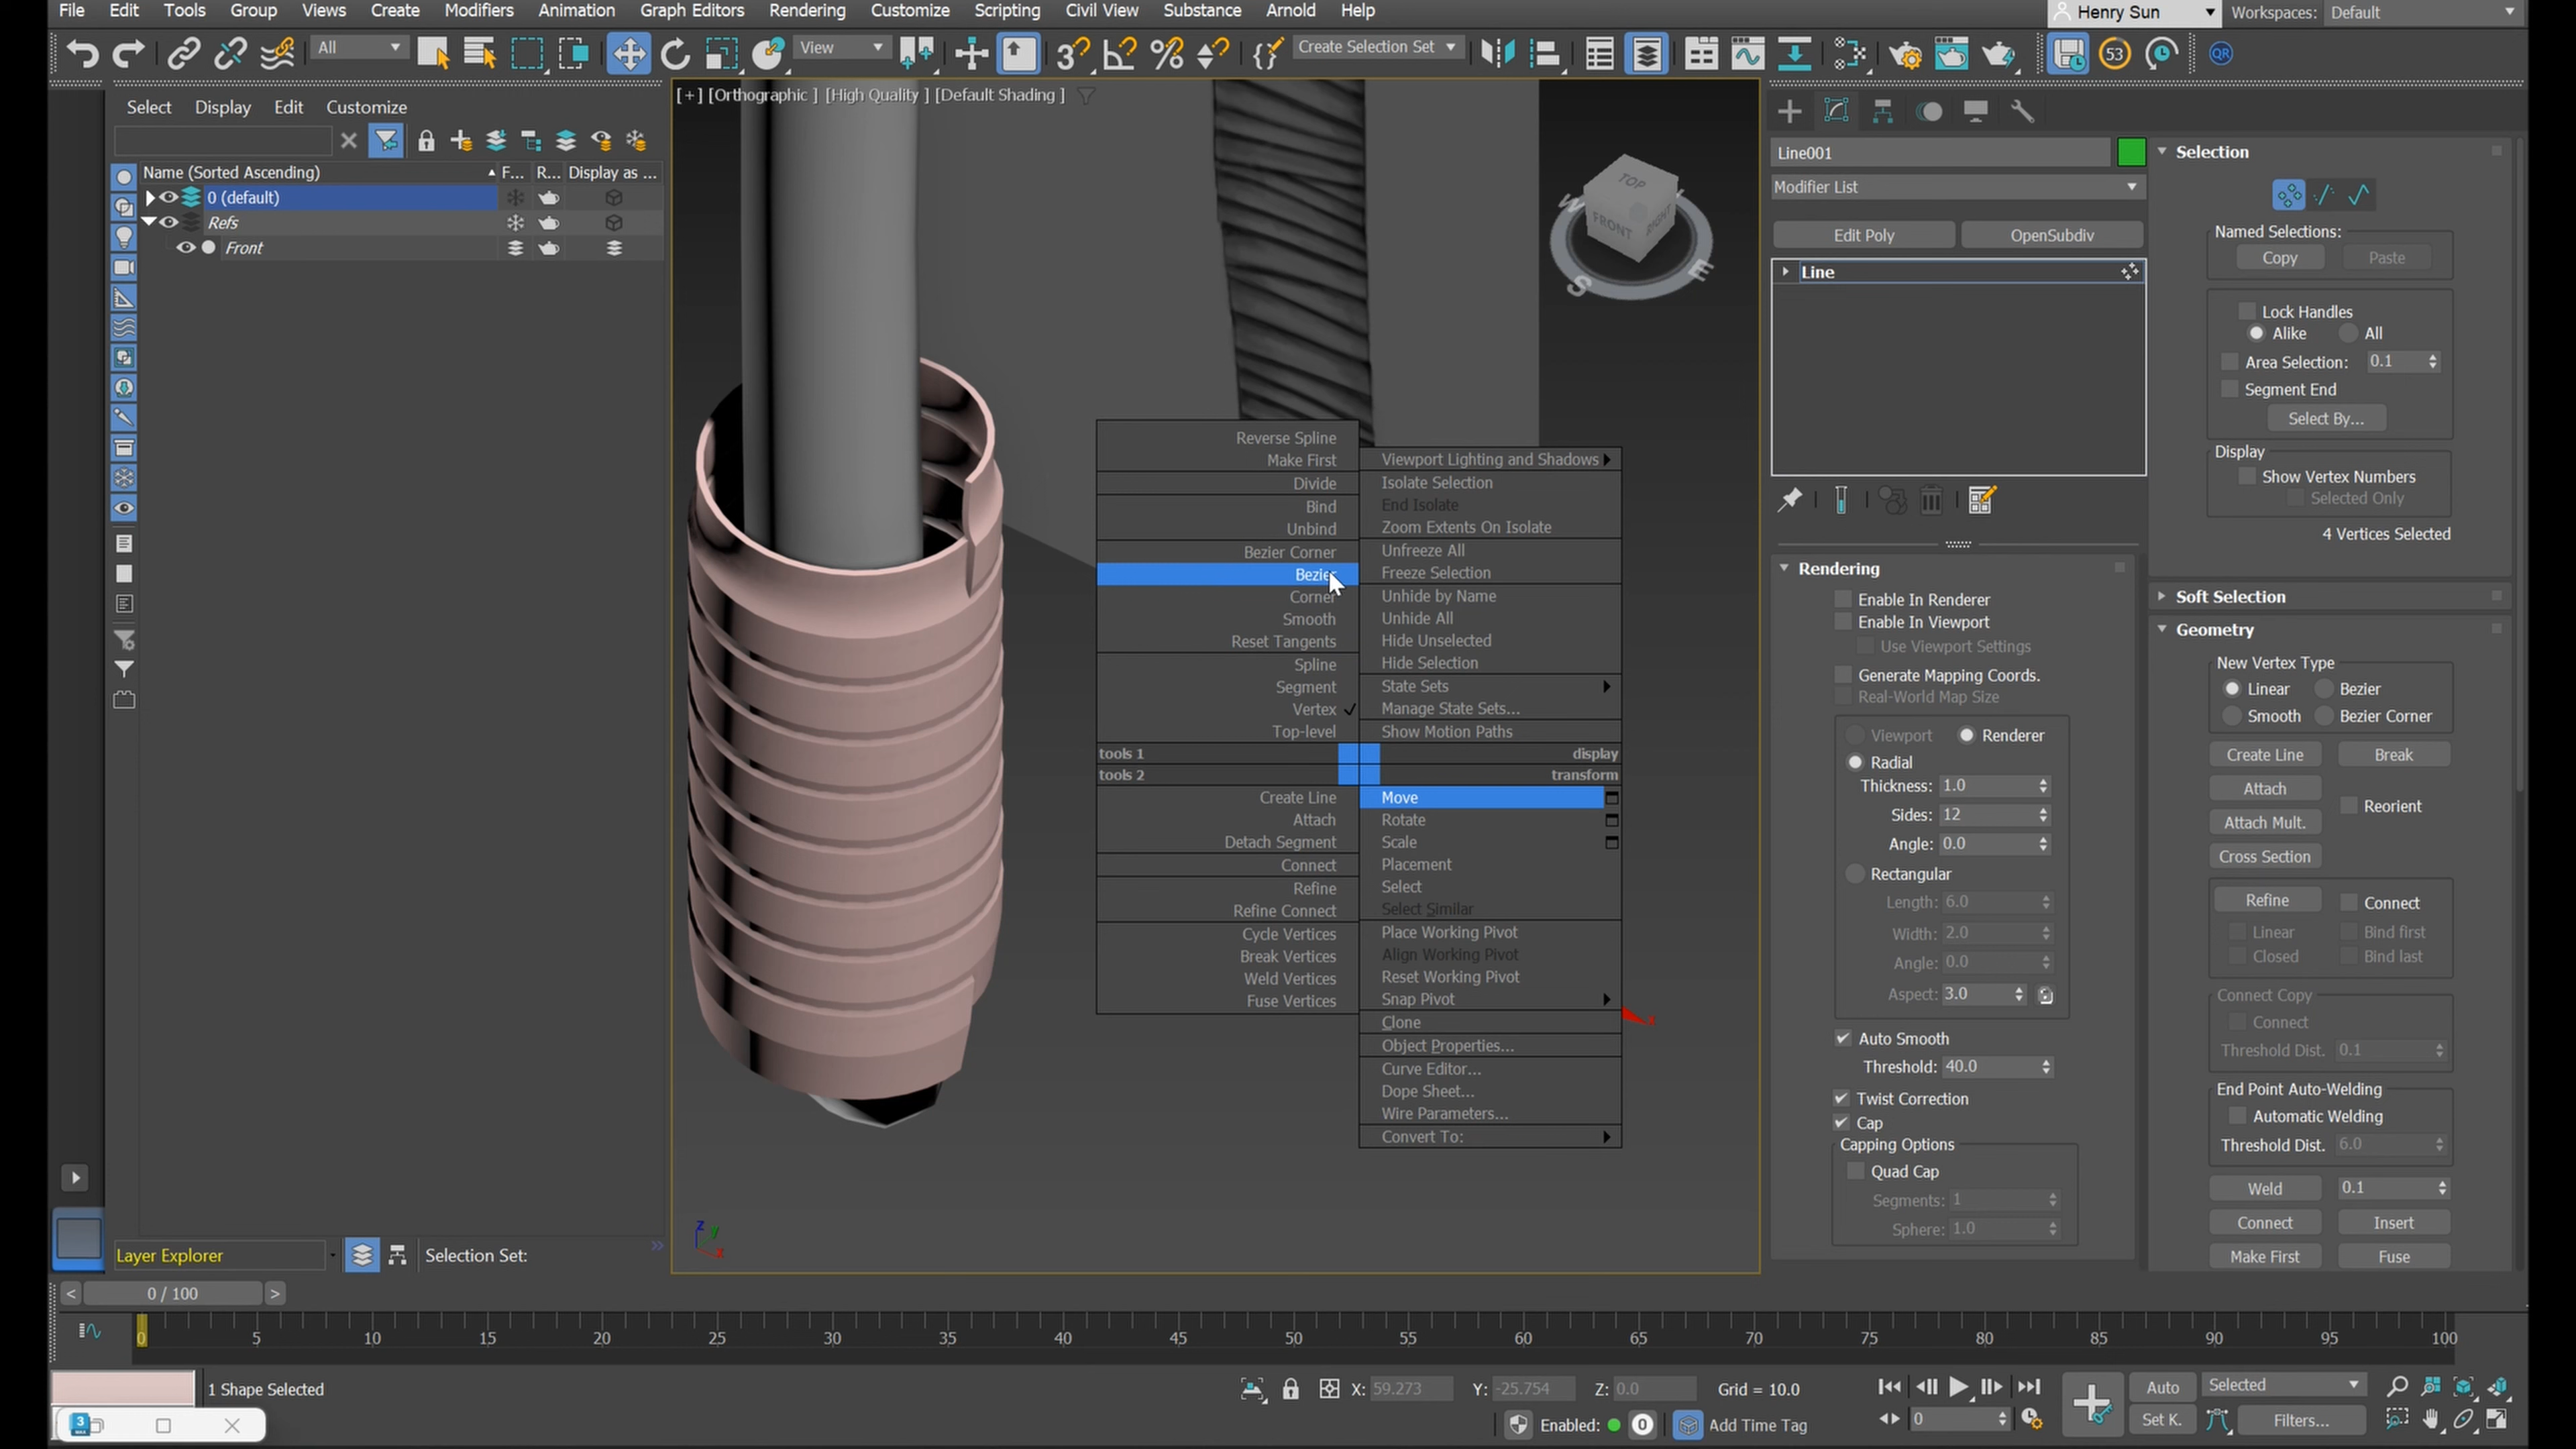 File Edit Tools Group Views Create Modifiers Animation Graph Editors Rendering Customize Scripting Civil View Substance Arnold Help Henry Sun Workspaces: Default
All View Create Selection Set 53 QR
Select Display Edit Customize
Name (Sorted Ascending) F... R... Display as ...
0 (default)
Refs
Front
Layer Explorer Selection Set:
[+] [Orthographic ] [High Quality ] [Default Shading ]
TOP
FRONT RIGHT
W
S E
Reverse Spline
Make First
Divide
Bind
Unbind
Bezier Corner
Bezier
Corner
Smooth
Reset Tangents
Spline
Segment
Vertex
Top-level
tools 1
tools 2
Create Line
Attach
Detach Segment
Connect
Refine
Refine Connect
Cycle Vertices
Break Vertices
Weld Vertices
Fuse Vertices
Viewport Lighting and Shadows
Isolate Selection
End Isolate
Zoom Extents On Isolate
Unfreeze All
Freeze Selection
Unhide by Name
Unhide All
Hide Unselected
Hide Selection
State Sets
Manage State Sets...
Show Motion Paths
display
transform
Move
Rotate
Scale
Placement
Select
Select Similar
Place Working Pivot
Align Working Pivot
Reset Working Pivot
Snap Pivot
Clone
Object Properties...
Curve Editor...
Dope Sheet...
Wire Parameters...
Convert To:
x
z y
x
Line001
Modifier List
Edit Poly OpenSubdiv
Line
Rendering
Enable In Renderer
Enable In Viewport
Use Viewport Settings
Generate Mapping Coords.
Real-World Map Size
Viewport Renderer
Radial
Thickness: 1.0
Sides: 12
Angle: 0.0
Rectangular
Length: 6.0
Width: 2.0
Angle: 0.0
Aspect: 3.0
Auto Smooth
Threshold: 40.0
Twist Correction
Cap
Capping Options
Quad Cap
Segments: 1
Sphere: 1.0
Selection
Named Selections:
Copy Paste
Lock Handles
Alike All
Area Selection: 0.1
Segment End
Select By...
Display
Show Vertex Numbers
Selected Only
4 Vertices Selected
Soft Selection
Geometry
New Vertex Type
Linear Bezier
Smooth Bezier Corner
Create Line Break
Attach
Reorient
Attach Mult.
Cross Section
Refine Connect
Linear Bind first
Closed Bind last
Connect Copy
Connect
Threshold Dist. 0.1
End Point Auto-Welding
Automatic Welding
Threshold Dist. 6.0
Weld 0.1
Connect Insert
Make First Fuse
< 0 / 100 >
0 5 10 15 20 25 30 35 40 45 50 55 60 65 70 75 80 85 90 95 100
1 Shape Selected X: 59.273 Y: -25.754 Z: 0.0 Grid = 10.0 Auto Selected
Enabled: 0 Add Time Tag 0 Set K. Filters...
3